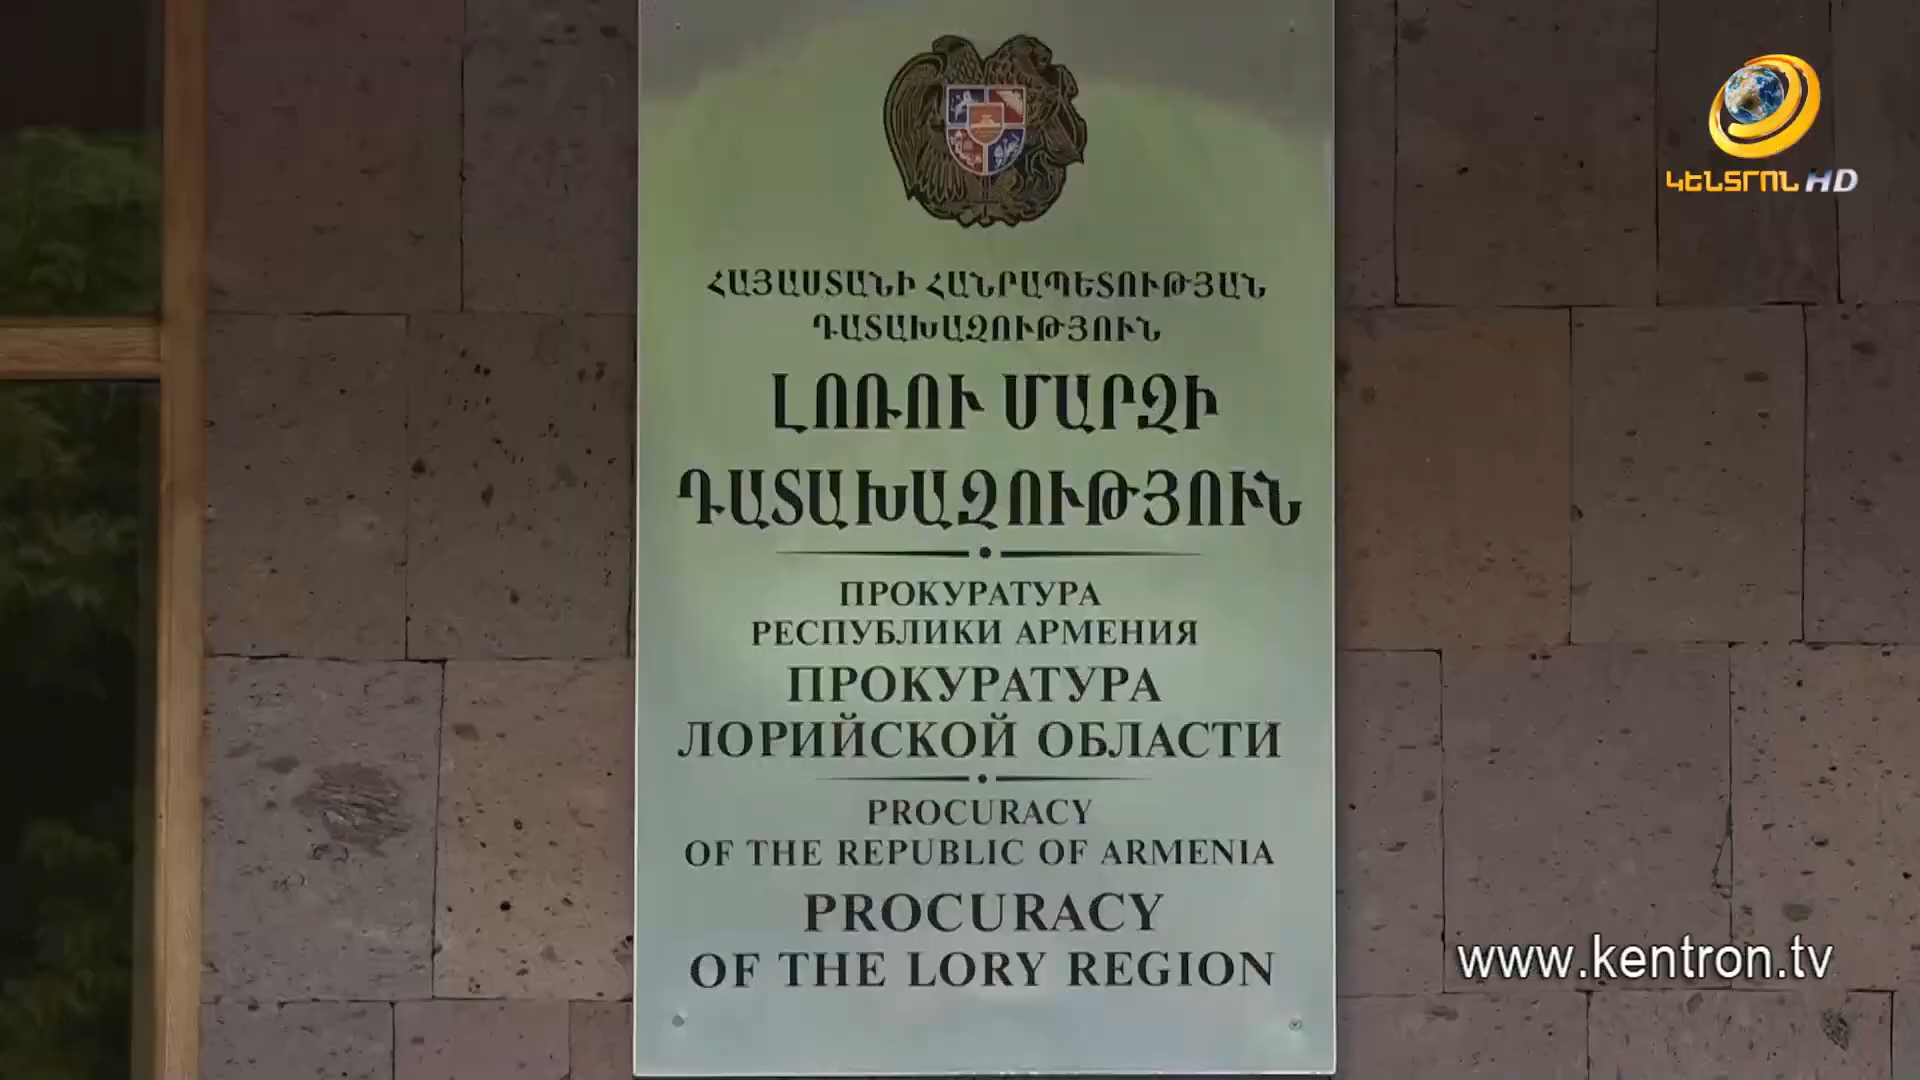 ԿԵՆՏՐՈՆ HD
ՀԱՅԱՍՏԱՆԻ ՀԱՆՐԱՊԵՏՈՒԹՅԱՆ
ԴԱՏԱԽԱԶՈՒԹՅՈՒՆ
ԼՈՌՈՒ ՄԱՐԶԻ
ԴԱՏԱԽԱԶՈՒԹՅՈՒՆ
ПРОКУРАТУРА
РЕСПУБЛИКИ АРМЕНИЯ
ПРОКУРАТУРА
ЛОРИЙСКОЙ ОБЛАСТИ
PROCURACY
OF THE REPUBLIC OF ARMENIA
PROCURACY
OF THE LORY REGION
www.kentron.tv